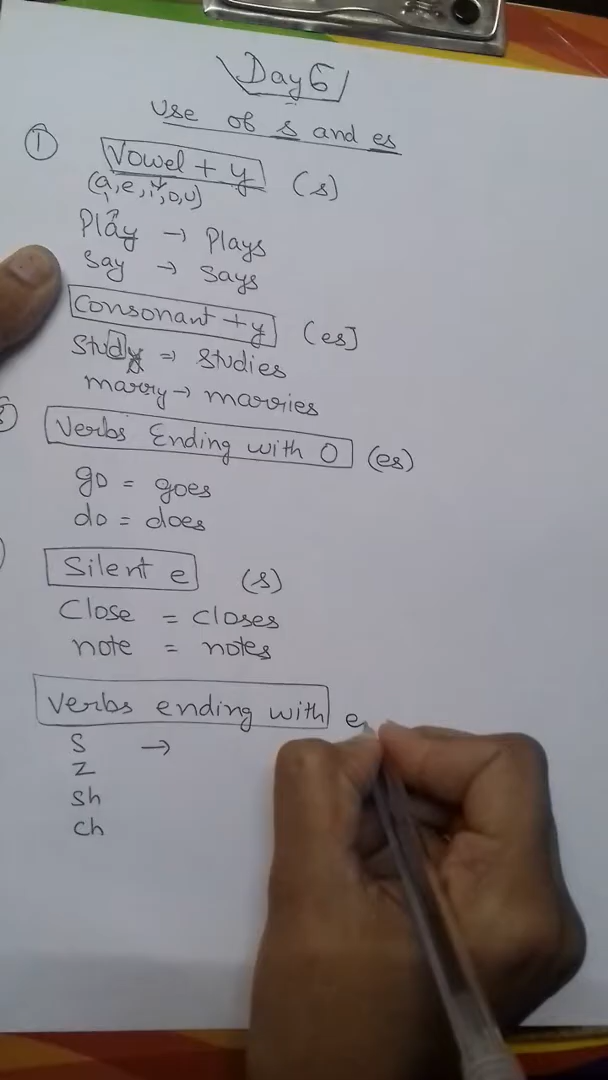 Day 6
Use of s and es
① Vowel + y (s)
(a, e, i, o, u)
Play → Plays
Say → Says
Consonant + y (es]
Study ⇒ Studies
marry → marries
Verbs Ending with O (es)
go = goes
do = does
Silent e (s)
Close = closes
note = notes
Verbs ending with e
S →
Z
Sh
Ch